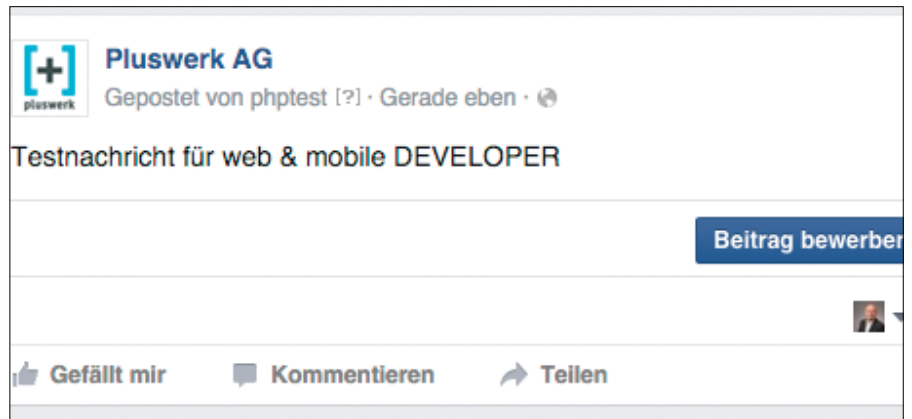 Pluswerk AG
[+]
pluswerk
Gepostet von phptest [?] · Gerade eben ·
Testnachricht für web & mobile DEVELOPER
Beitrag bewerben
Gefällt mir Kommentieren Teilen